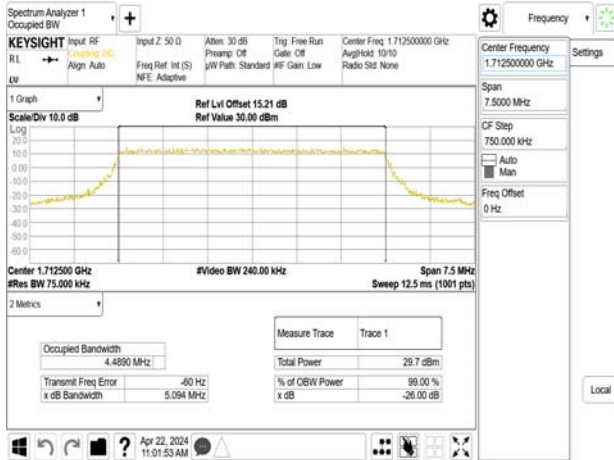 Spectrum Analyzer 1
Occupied BW
+
Frequency
KEYSIGHT
RL
Input: RF
Coupling: DC
Align: Auto
Input Z: 50 Ω
Freq Ref: Int (S)
NFE: Adaptive
Atten: 30 dB
Preamp: Off
µW Path: Standard
Trig: Free Run
Gate: Off
#IF Gain: Low
Center Freq: 1.712500000 GHz
Avg|Hold: 10/10
Radio Std: None
Center Frequency
1.712500000 GHz
Settings
Span
7.5000 MHz
CF Step
750.000 kHz
Auto
Man
Freq Offset
0 Hz
Local
1 Graph
Scale/Div 10.0 dB
Ref Lvl Offset 15.21 dB
Ref Value 30.00 dBm
Log
20.0
10.0
0.00
-10.0
-20.0
-30.0
-40.0
-50.0
-60.0
Center 1.712500 GHz
#Video BW 240.00 kHz
Span 7.5 MHz
#Res BW 75.000 kHz
Sweep 12.5 ms (1001 pts)
2 Metrics
Measure Trace
Trace 1
Occupied Bandwidth
4.4890 MHz
Total Power
29.7 dBm
Transmit Freq Error
-60 Hz
% of OBW Power
99.00 %
x dB Bandwidth
5.094 MHz
x dB
-26.00 dB
?
Apr 22, 2024
11:01:53 AM